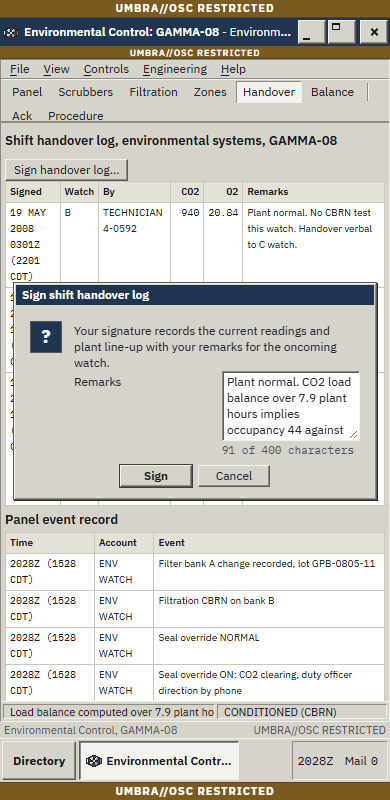 UMBRA//OSC RESTRICTED
Environmental Control: GAMMA-08 - Environm...
UMBRA//OSC RESTRICTED
File View Controls Engineering Help
Panel Scrubbers Filtration Zones Handover Balance
Ack Procedure
Shift handover log, environmental systems, GAMMA-08
Sign handover log...
Signed Watch By CO2 O2 Remarks
19 MAY 2008 0301Z (2201 CDT) B TECHNICIAN 4-0592 940 20.84 Plant normal. No CBRN test this watch. Handover verbal to C watch.
Sign shift handover log
?
Your signature records the current readings and
plant line-up with your remarks for the oncoming
watch.
Remarks
Plant normal. CO2 load
balance over 7.9 plant
hours implies
occupancy 44 against
91 of 400 characters
Sign Cancel
Panel event record
Time Account Event
2028Z (1528 CDT) ENV WATCH Filter bank A change recorded, lot GPB-0805-11
2028Z (1528 CDT) ENV WATCH Filtration CBRN on bank B
2028Z (1528 CDT) ENV WATCH Seal override NORMAL
2028Z (1528 CDT) ENV WATCH Seal override ON: CO2 clearing, duty officer direction by phone
Load balance computed over 7.9 plant ho CONDITIONED (CBRN)
Environmental Control, GAMMA-08 UMBRA//OSC RESTRICTED
Directory Environmental Contr... 2028Z Mail 0
UMBRA//OSC RESTRICTED